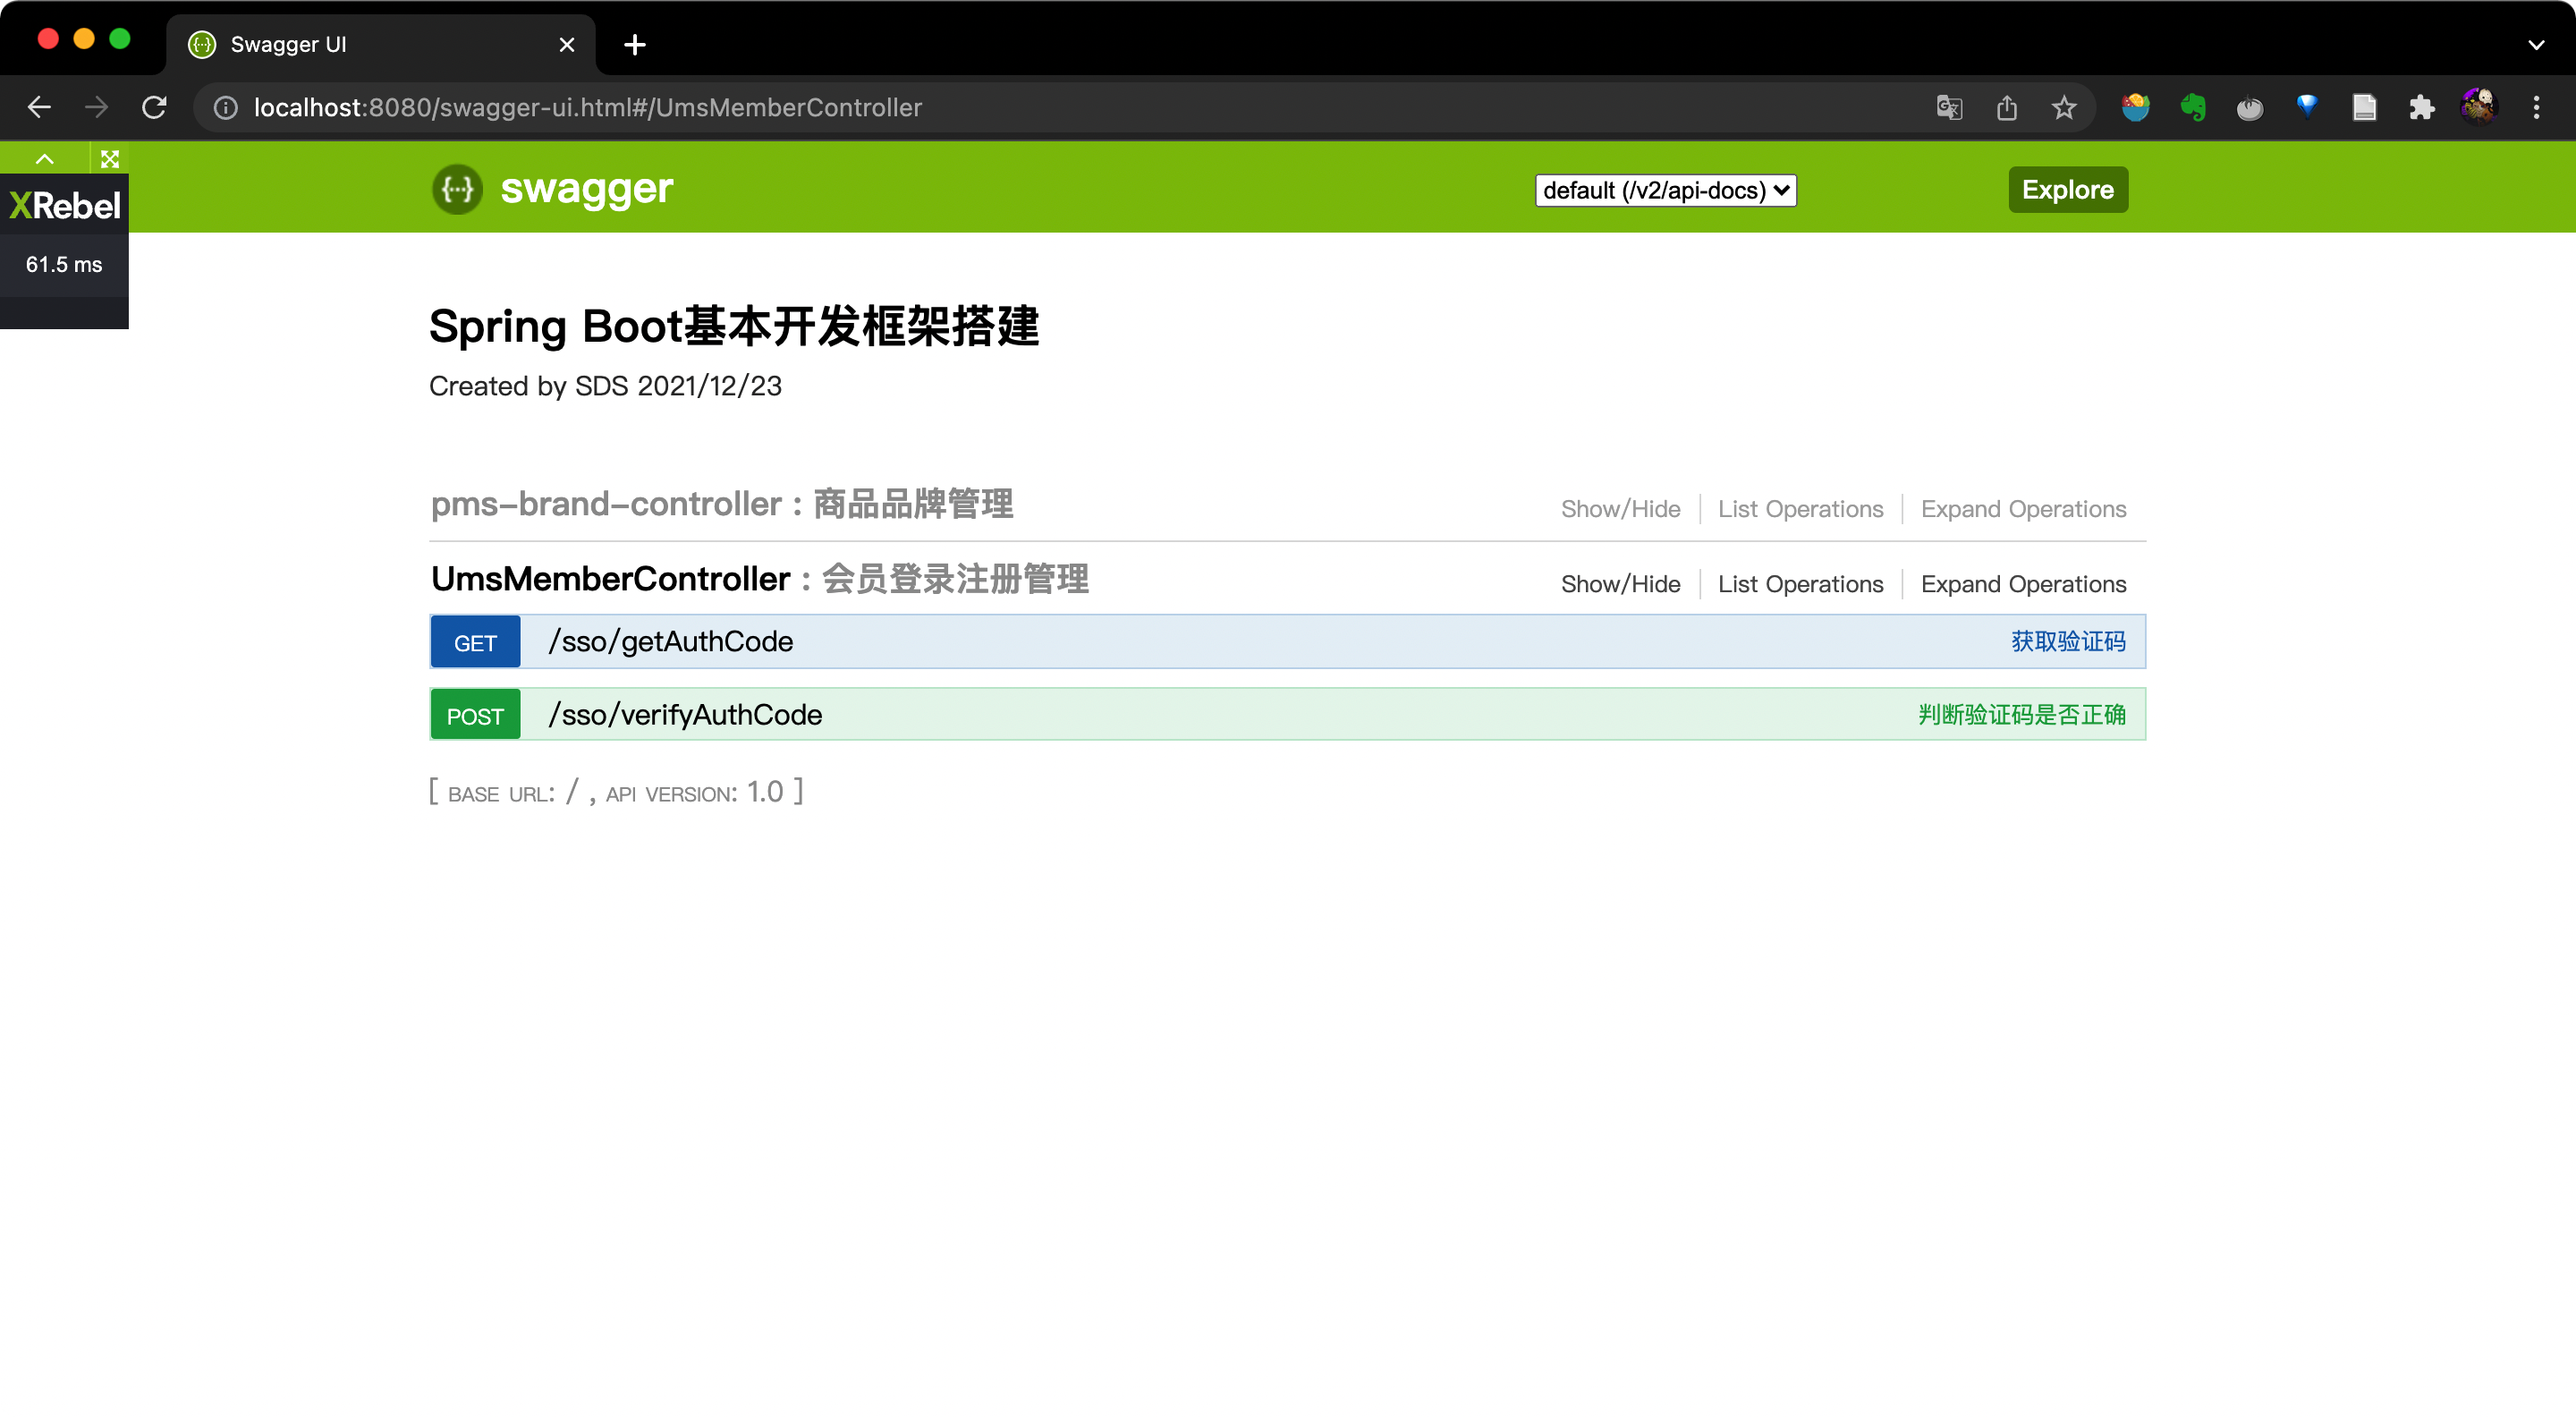 Swagger UI
localhost:8080/swagger-ui.html#/UmsMemberController
XRebel
61.5 ms
swagger
default (/v2/api-docs)
Explore
Spring Boot基本开发框架搭建
Created by SDS 2021/12/23
pms-brand-controller : 商品品牌管理
Show/Hide
List Operations
Expand Operations
UmsMemberController : 会员登录注册管理
Show/Hide
List Operations
Expand Operations
GET /sso/getAuthCode 获取验证码
POST /sso/verifyAuthCode 判断验证码是否正确
[ BASE URL: / , API VERSION: 1.0 ]